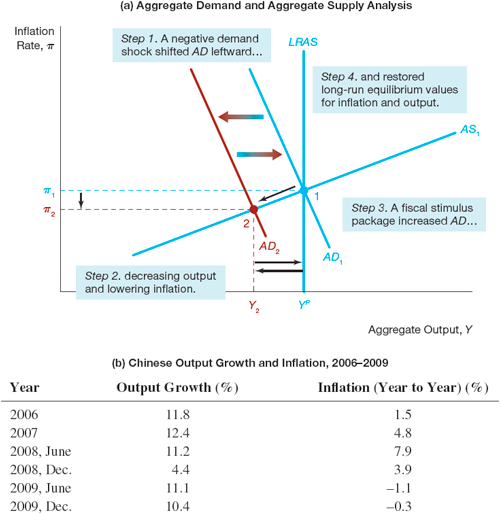 (a) Aggregate Demand and Aggregate Supply Analysis
Inflation
Rate, π
Step 1. A negative demand
shock shifted AD leftward…
LRAS
Step 4. and restored
long-run equilibrium values
for inflation and output.
AS1
π1
1
π2
2
Step 3. A fiscal stimulus
package increased AD…
AD2
AD1
Step 2. decreasing output
and lowering inflation.
Y2
YP
Aggregate Output, Y
(b) Chinese Output Growth and Inflation, 2006–2009
Year Output Growth (%) Inflation (Year to Year) (%)
2006 11.8 1.5
2007 12.4 4.8
2008, June 11.2 7.9
2008, Dec. 4.4 3.9
2009, June 11.1 –1.1
2009, Dec. 10.4 –0.3